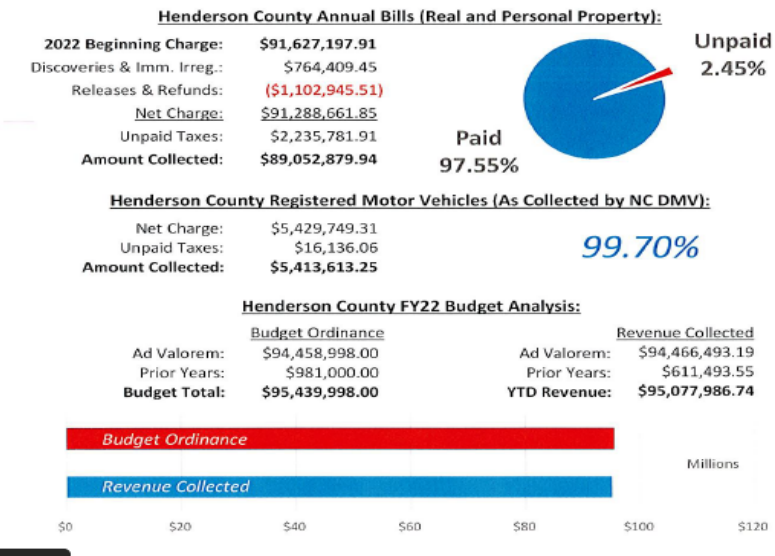 Henderson County Annual Bills (Real and Personal Property):
2022 Beginning Charge: $91,627,197.91
Discoveries & Imm. Irreg.: $764,409.45
Releases & Refunds: ($1,102,945.51)
Net Charge: $91,288,661.85
Unpaid Taxes: $2,235,781.91
Amount Collected: $89,052,879.94
Unpaid
2.45%
Paid
97.55%
Henderson County Registered Motor Vehicles (As Collected by NC DMV):
Net Charge: $5,429,749.31
Unpaid Taxes: $16,136.06
Amount Collected: $5,413,613.25
99.70%
Henderson County FY22 Budget Analysis:
Budget Ordinance Revenue Collected
Ad Valorem: $94,458,998.00 Ad Valorem: $94,466,493.19
Prior Years: $981,000.00 Prior Years: $611,493.55
Budget Total: $95,439,998.00 YTD Revenue: $95,077,986.74
Budget Ordinance
Millions
Revenue Collected
$0 $20 $40 $60 $80 $100 $120